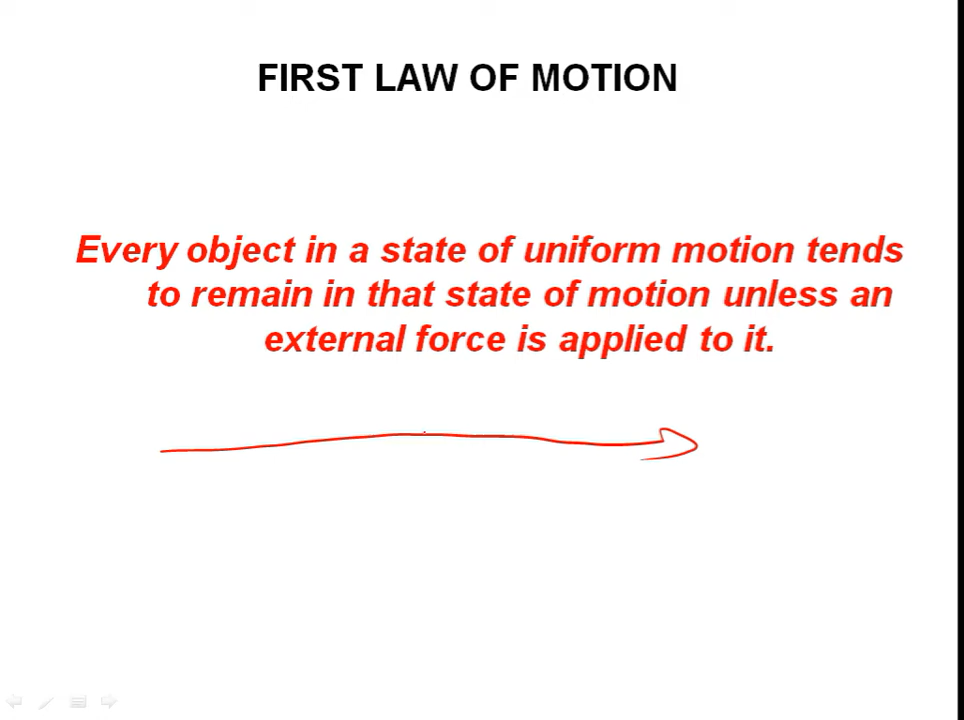 FIRST LAW OF MOTION
Every object in a state of uniform motion tends
to remain in that state of motion unless an
external force is applied to it.